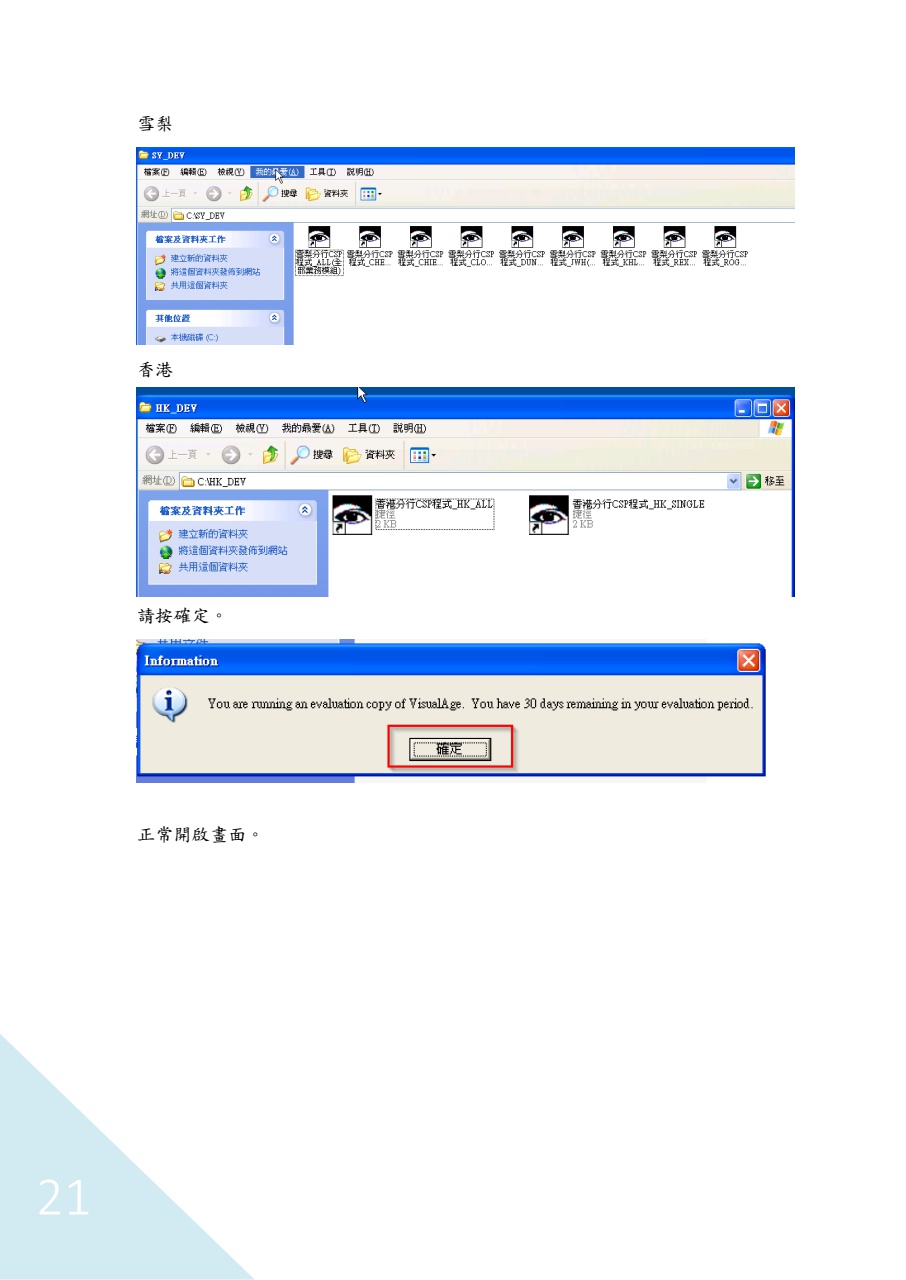 雪梨
SY_DEV
檔案(F) 編輯(E) 檢視(V) 我的最愛(A) 工具(T) 說明(H)
上一頁 搜尋 資料夾
網址(D) C:\SY_DEV
檔案及資料夾工作
建立新的資料夾
將這個資料夾發佈到網站
共用這個資料夾
其他位置
本機磁碟 (C:)
雪梨分行CSP 雪梨分行CSP 雪梨分行CSP 雪梨分行CSP 雪梨分行CSP 雪梨分行CSP 雪梨分行CSP 雪梨分行CSP 雪梨分行CSP
程式_ALL(全 程式_CHE... 程式_CHIE... 程式_CLO... 程式_DUN... 程式_JWH(... 程式_KHL... 程式_REX... 程式_ROG...
部業務模組)
香港
HK_DEV
檔案(F) 編輯(E) 檢視(V) 我的最愛(A) 工具(T) 說明(H)
上一頁 搜尋 資料夾
網址(D) C:\HK_DEV 移至
檔案及資料夾工作
建立新的資料夾
將這個資料夾發佈到網站
共用這個資料夾
香港分行CSP程式_HK_ALL
捷徑
2 KB
香港分行CSP程式_HK_SINGLE
捷徑
2 KB
請按確定。
共用文件
Information
You are running an evaluation copy of VisualAge. You have 30 days remaining in your evaluation period.
確定
正常開啟畫面。
21